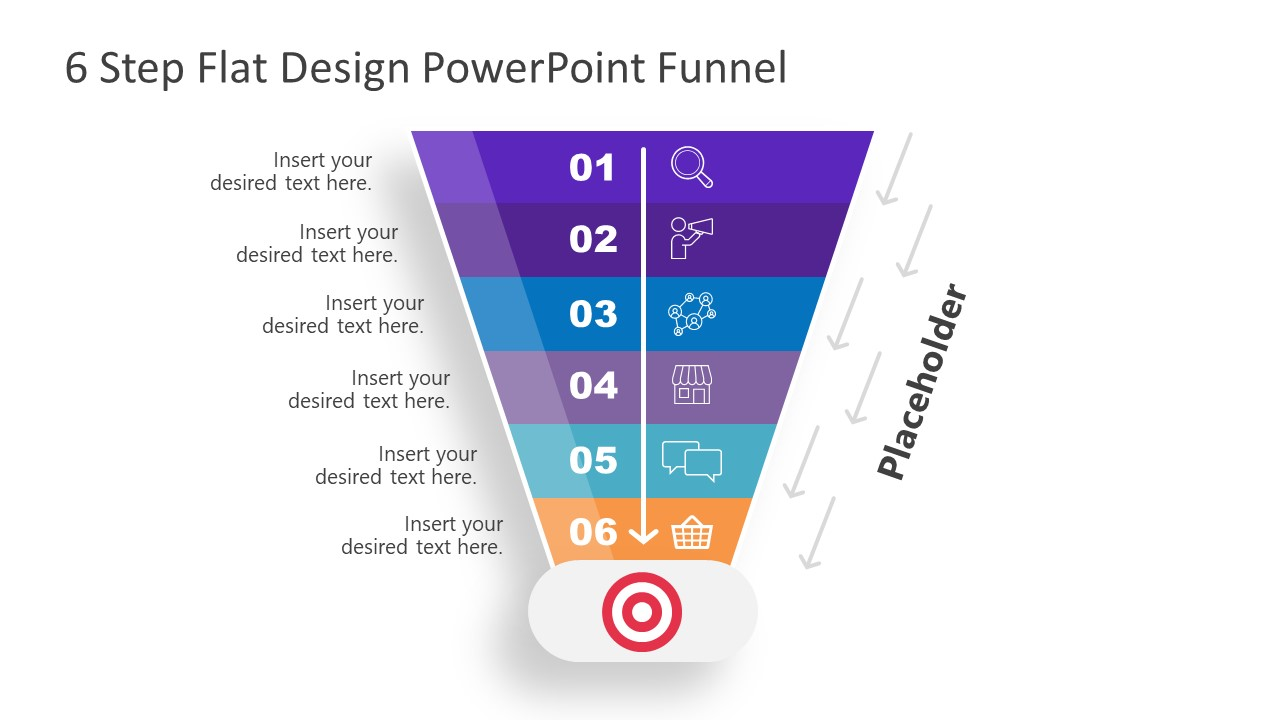 6 Step Flat Design PowerPoint Funnel
Insert your
desired text here.
01
Insert your
desired text here.
02
Insert your
desired text here.
03
Insert your
desired text here.
04
Insert your
desired text here.
05
Insert your
desired text here.
06
Placeholder